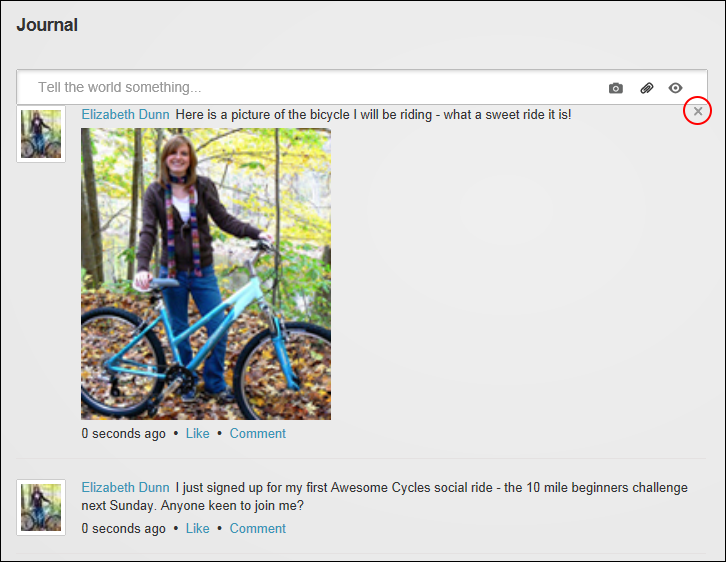 Journal
Tell the world something...
Elizabeth Dunn Here is a picture of the bicycle I will be riding - what a sweet ride it is!
0 seconds ago • Like • Comment
Elizabeth Dunn I just signed up for my first Awesome Cycles social ride - the 10 mile beginners challenge
next Sunday. Anyone keen to join me?
0 seconds ago • Like • Comment